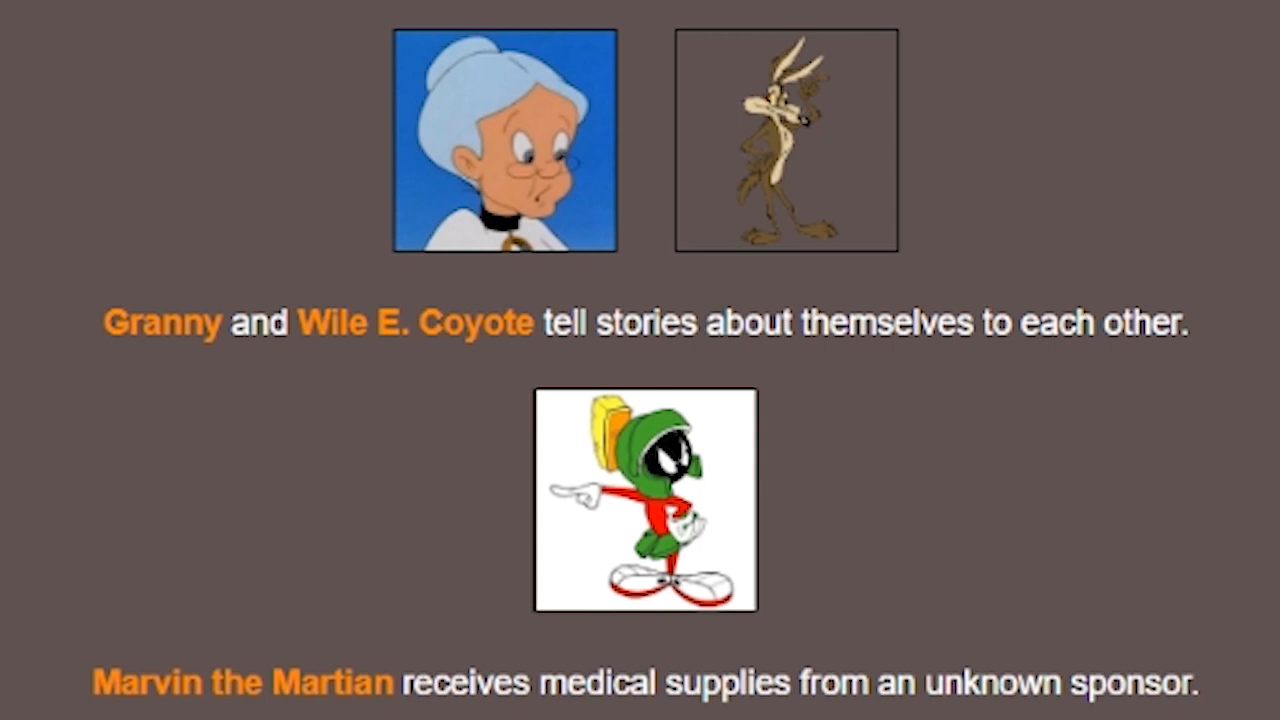 Granny and Wile E. Coyote tell stories about themselves to each other.
Marvin the Martian receives medical supplies from an unknown sponsor.